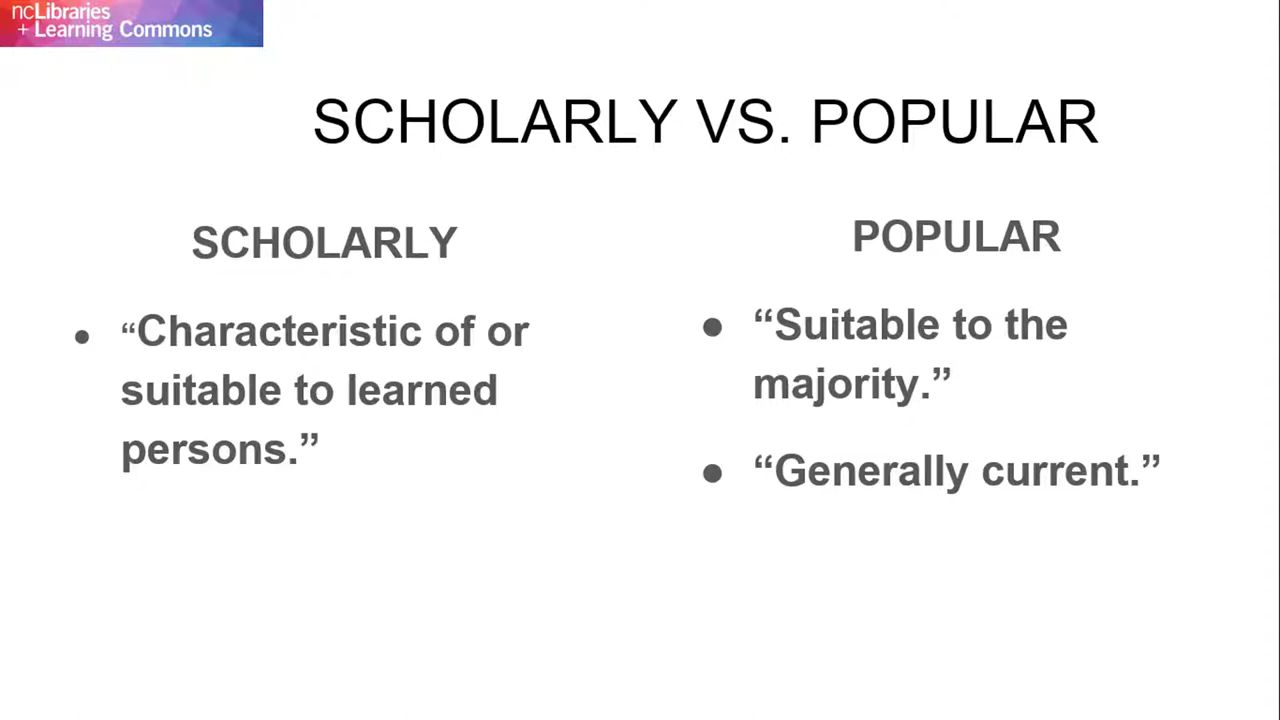 ncLibraries
+ Learning Commons
SCHOLARLY VS. POPULAR
SCHOLARLY
● “Characteristic of or
suitable to learned
persons.”
POPULAR
● “Suitable to the
majority.”
● “Generally current.”